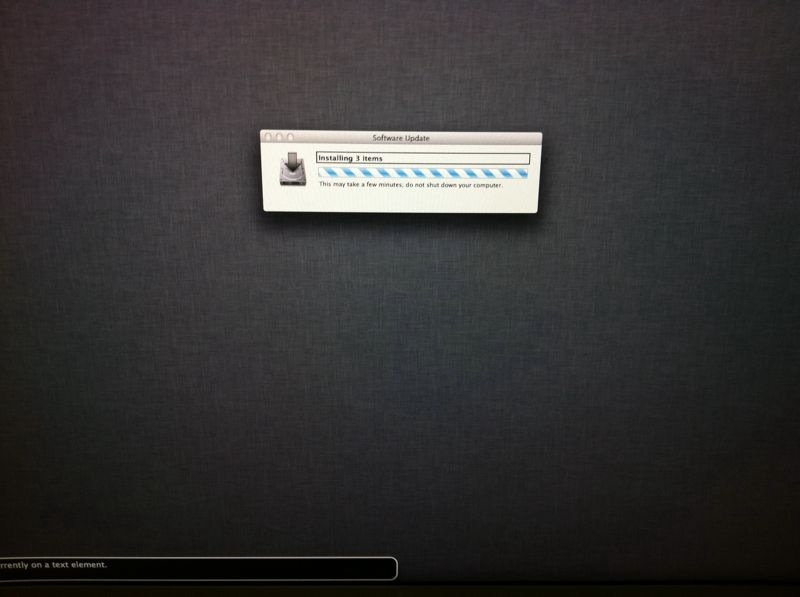 Software Update
Installing 3 items
This may take a few minutes; do not shut down your computer.
rrently on a text element.